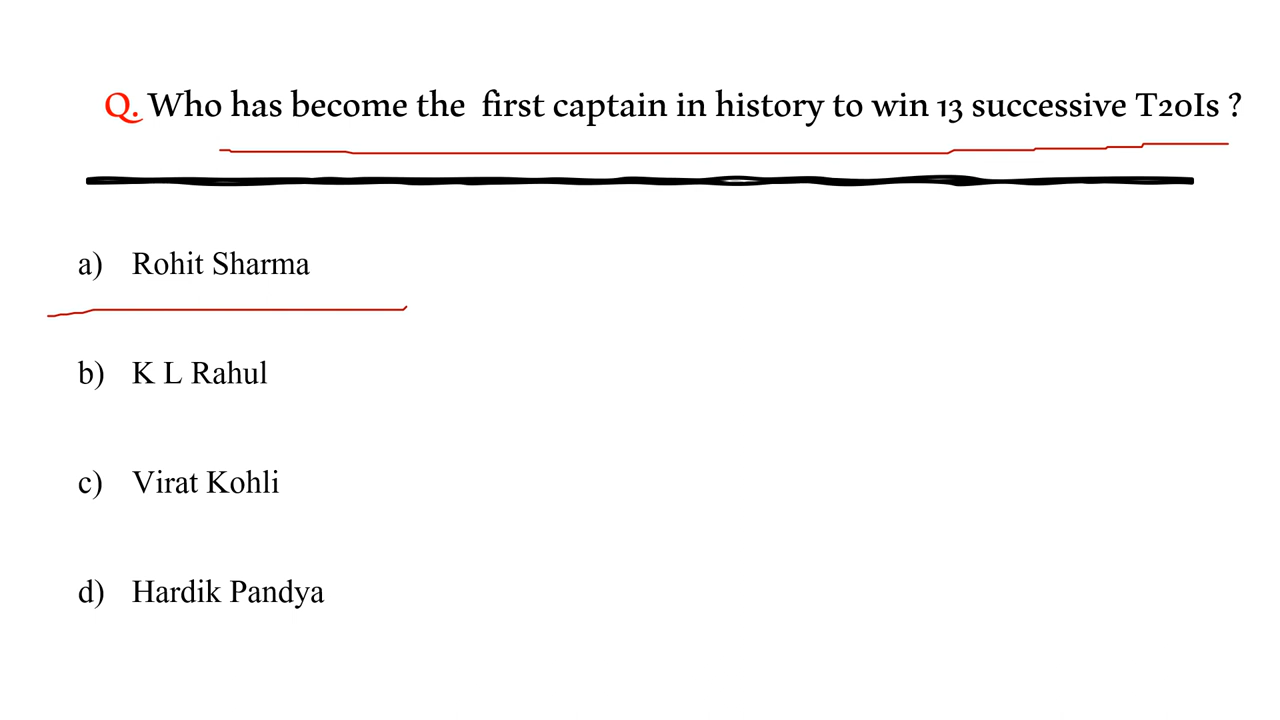 Q. Who has become the first captain in history to win 13 successive T20Is ?
a) Rohit Sharma
b) K L Rahul
c) Virat Kohli
d) Hardik Pandya